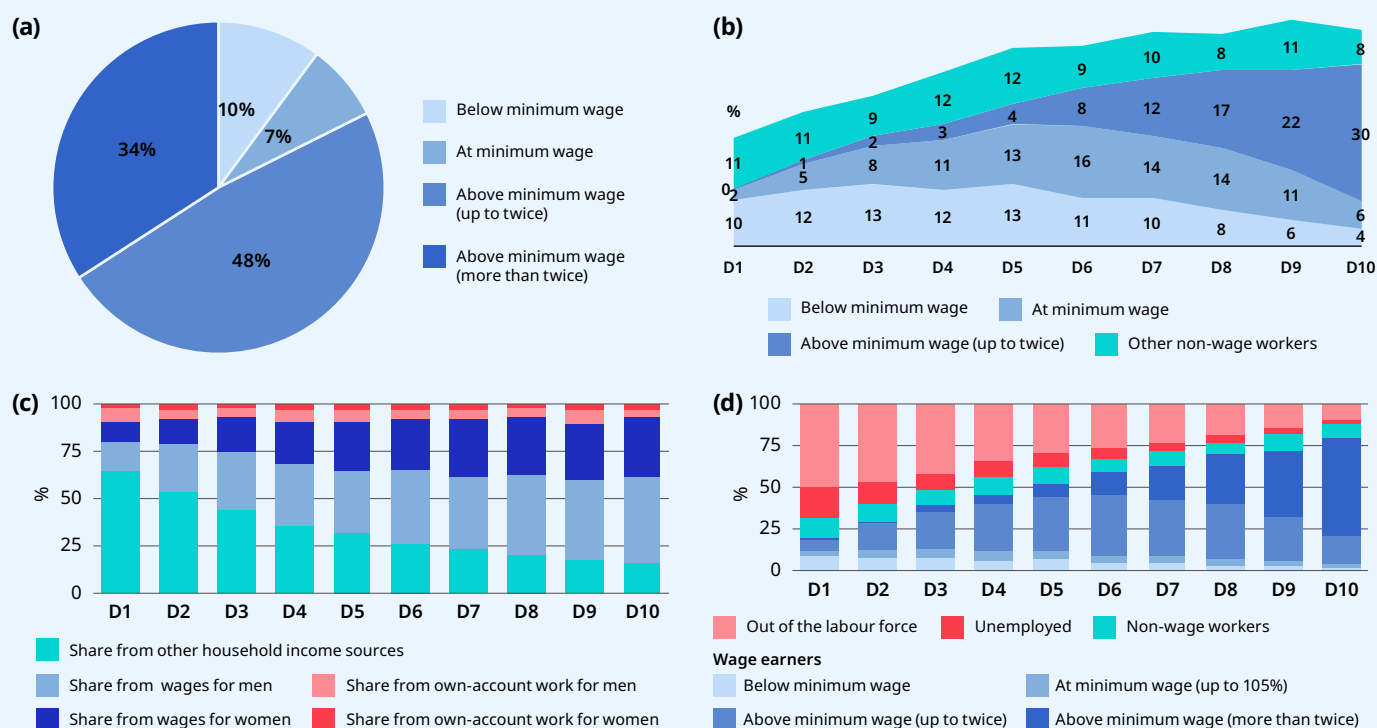 (a)
10%
7%
34%
48%
Below minimum wage
At minimum wage
Above minimum wage
(up to twice)
Above minimum wage
(more than twice)
(b)
%
11 11 9 12 12 9 10 8 11 8
0 1 2 3 4 8 12 17 22 30
2 5 8 11 13 16 14 14 11 6
10 12 13 12 13 11 10 8 6 4
D1 D2 D3 D4 D5 D6 D7 D8 D9 D10
Below minimum wage At minimum wage
Above minimum wage (up to twice) Other non-wage workers
(c)
%
100
75
50
25
0
D1 D2 D3 D4 D5 D6 D7 D8 D9 D10
Share from other household income sources
Share from wages for men Share from own-account work for men
Share from wages for women Share from own-account work for women
(d)
%
100
75
50
25
0
D1 D2 D3 D4 D5 D6 D7 D8 D9 D10
Out of the labour force Unemployed Non-wage workers
Wage earners
Below minimum wage At minimum wage (up to 105%)
Above minimum wage (up to twice) Above minimum wage (more than twice)